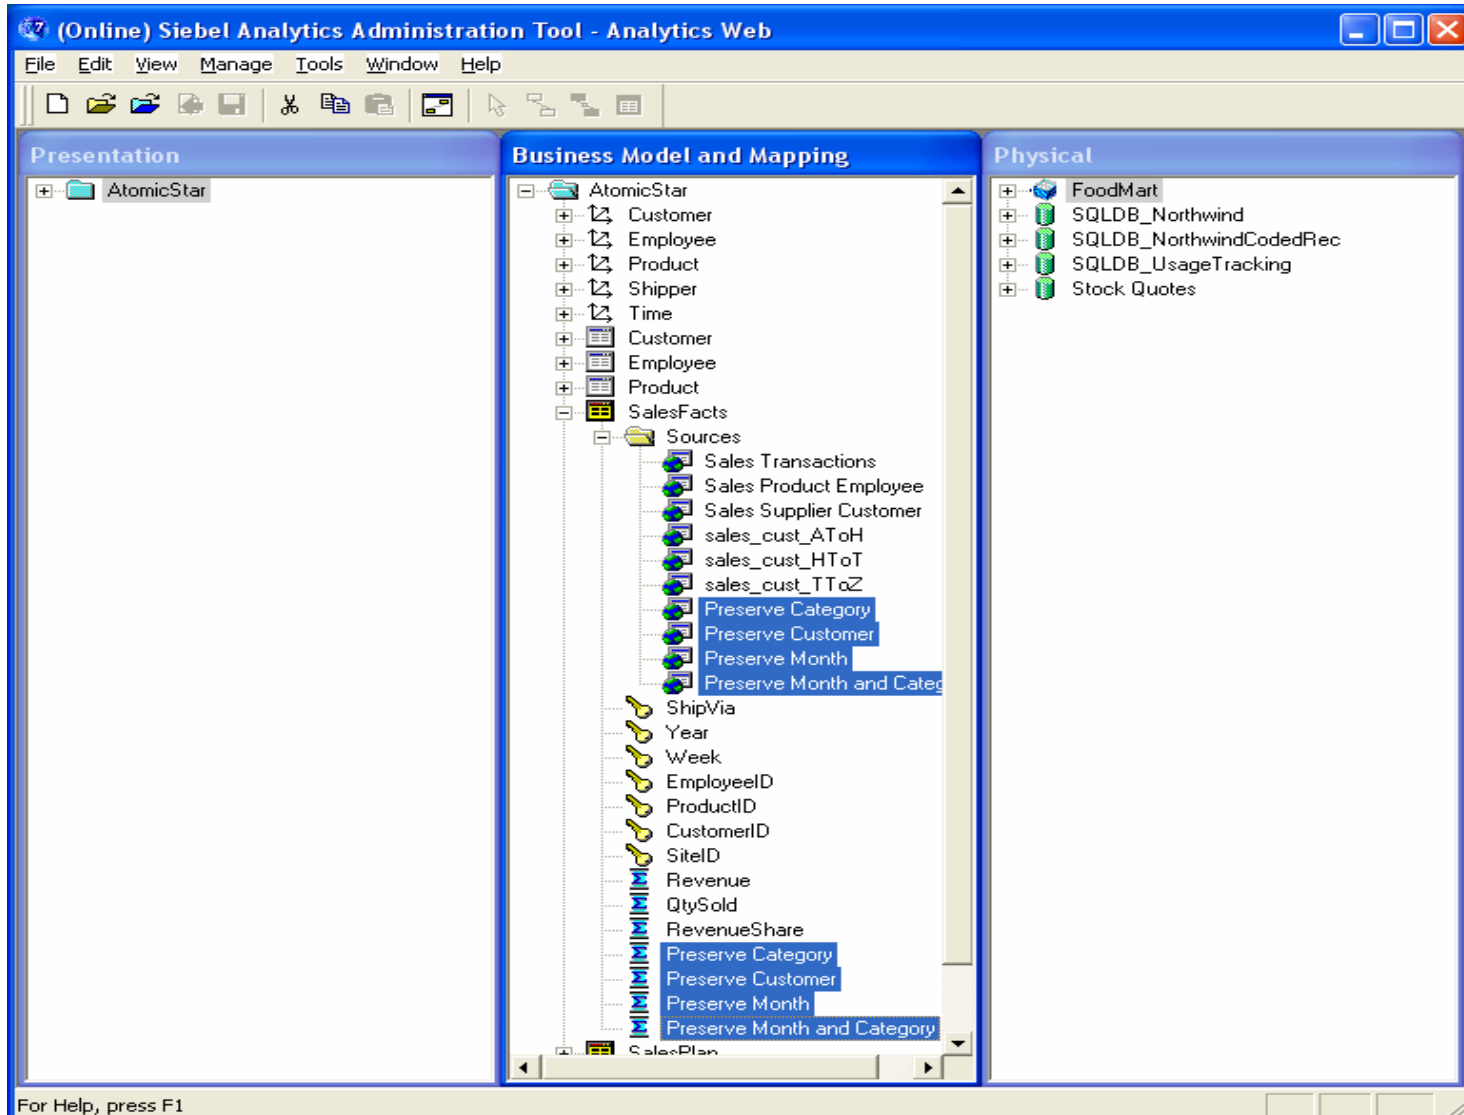 (Online) Siebel Analytics Administration Tool - Analytics Web
File Edit View Manage Tools Window Help
Presentation
AtomicStar
Business Model and Mapping
AtomicStar
Customer
Employee
Product
Shipper
Time
Customer
Employee
Product
SalesFacts
Sources
Sales Transactions
Sales Product Employee
Sales Supplier Customer
sales_cust_AToH
sales_cust_HToT
sales_cust_TToZ
Preserve Category
Preserve Customer
Preserve Month
Preserve Month and Categ
ShipVia
Year
Week
EmployeeID
ProductID
CustomerID
SiteID
Revenue
QtySold
RevenueShare
Preserve Category
Preserve Customer
Preserve Month
Preserve Month and Category
SalesPlan
Physical
FoodMart
SQLDB_Northwind
SQLDB_NorthwindCodedRec
SQLDB_UsageTracking
Stock Quotes
For Help, press F1